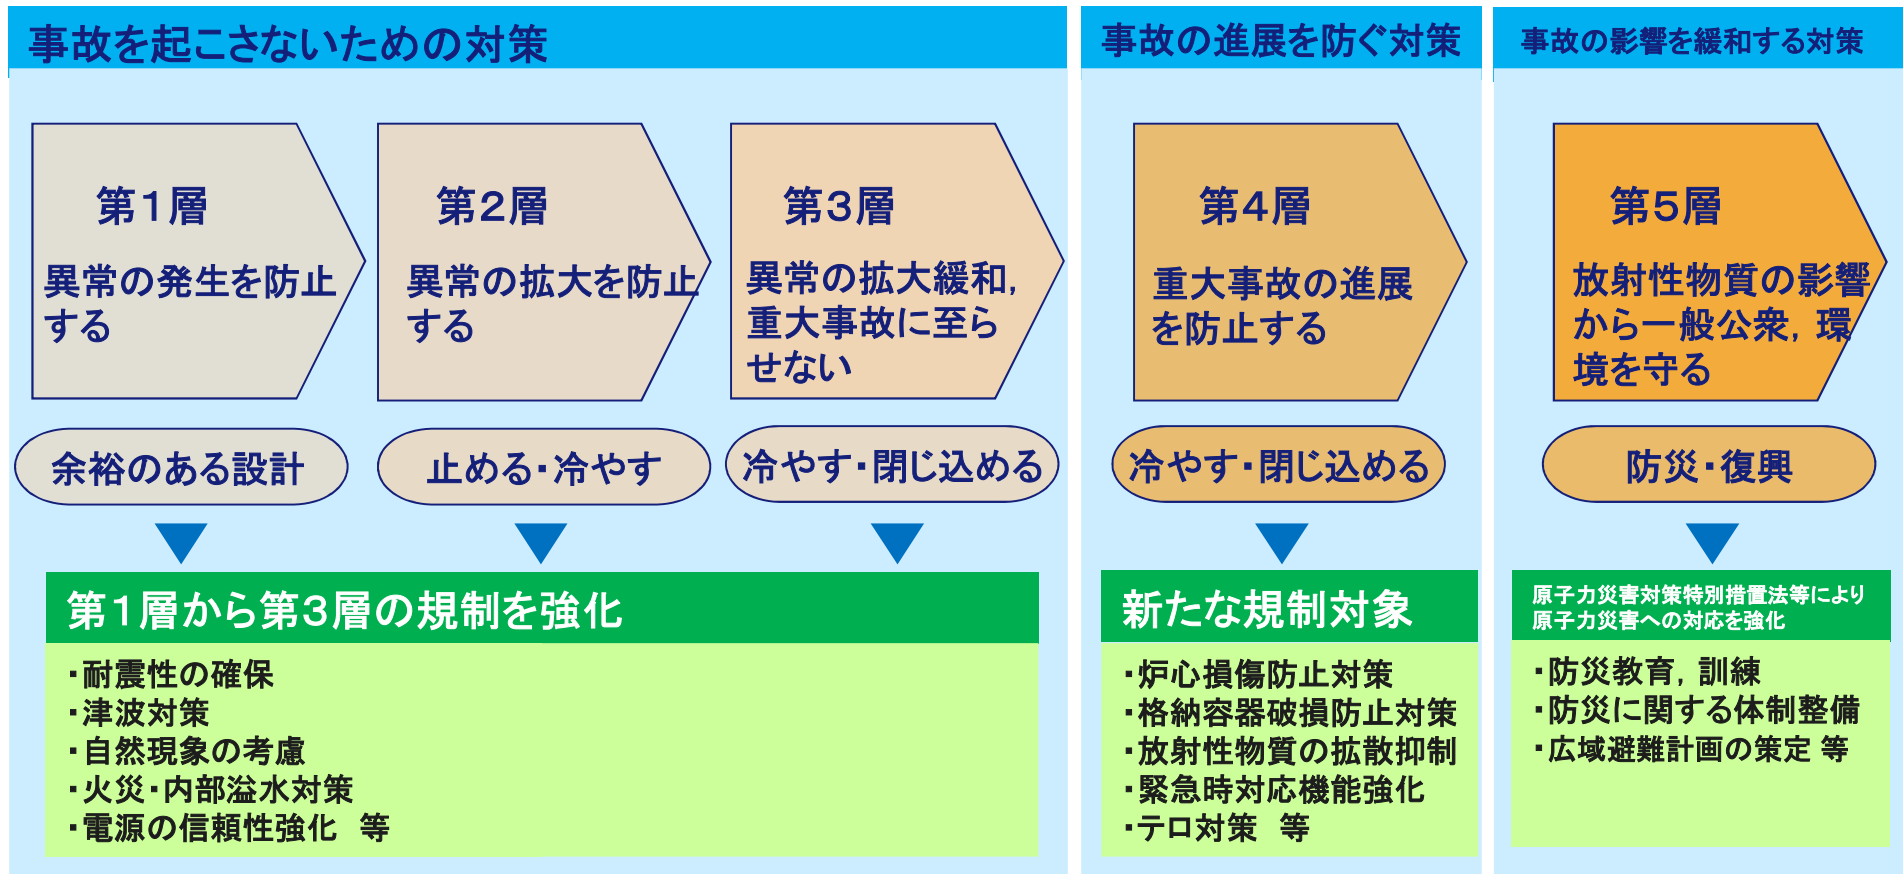 事故を起こさないための対策
第１層
異常の発生を防止
する
余裕のある設計
第２層
異常の拡大を防止
する
止める・冷やす
第３層
異常の拡大緩和，
重大事故に至ら
せない
冷やす・閉じ込める
第１層から第３層の規制を強化
・耐震性の確保
・津波対策
・自然現象の考慮
・火災・内部溢水対策
・電源の信頼性強化　等
事故の進展を防ぐ対策
第４層
重大事故の進展
を防止する
冷やす・閉じ込める
新たな規制対象
・炉心損傷防止対策
・格納容器破損防止対策
・放射性物質の拡散抑制
・緊急時対応機能強化
・テロ対策　等
事故の影響を緩和する対策
第５層
放射性物質の影響
から一般公衆，環
境を守る
防災・復興
原子力災害対策特別措置法等により
原子力災害への対応を強化
・防災教育，訓練
・防災に関する体制整備
・広域避難計画の策定 等